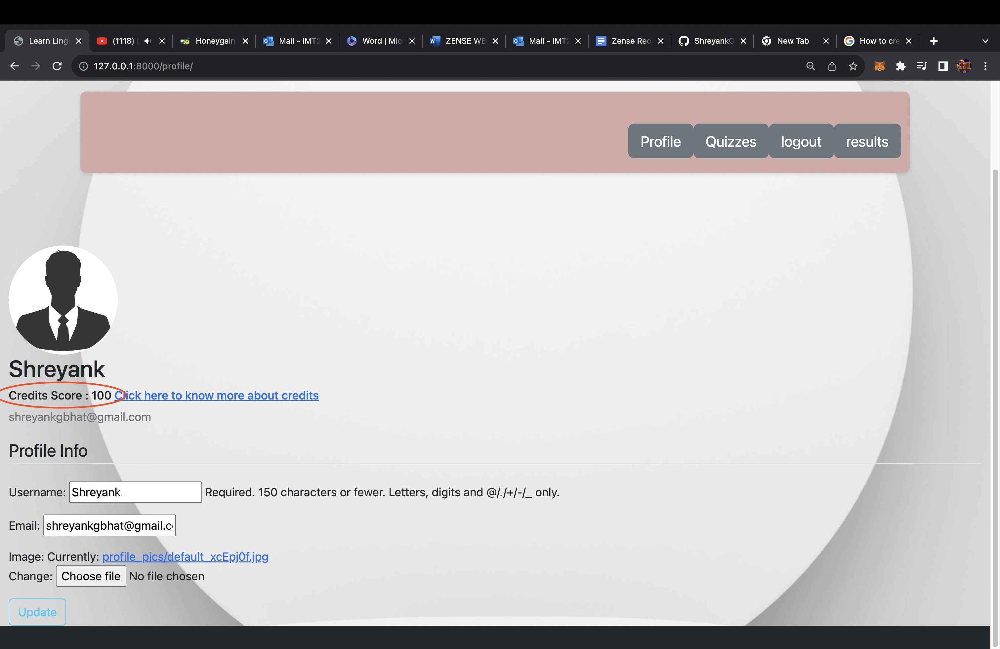 Learn Ling
(1118) L
Honeygain
Mail - IMT2
Word | Micr
ZENSE WE
Mail - IMT2
Zense Rec
ShreyankG
New Tab
How to cre
127.0.0.1:8000/profile/
Profile
Quizzes
logout
results
Shreyank
Credits Score : 100 Click here to know more about credits
shreyankgbhat@gmail.com
Profile Info
Username: Shreyank Required. 150 characters or fewer. Letters, digits and @/./+/-/_ only.
Email: shreyankgbhat@gmail.c
Image: Currently: profile_pics/default_xcEpj0f.jpg
Change: Choose file No file chosen
Update